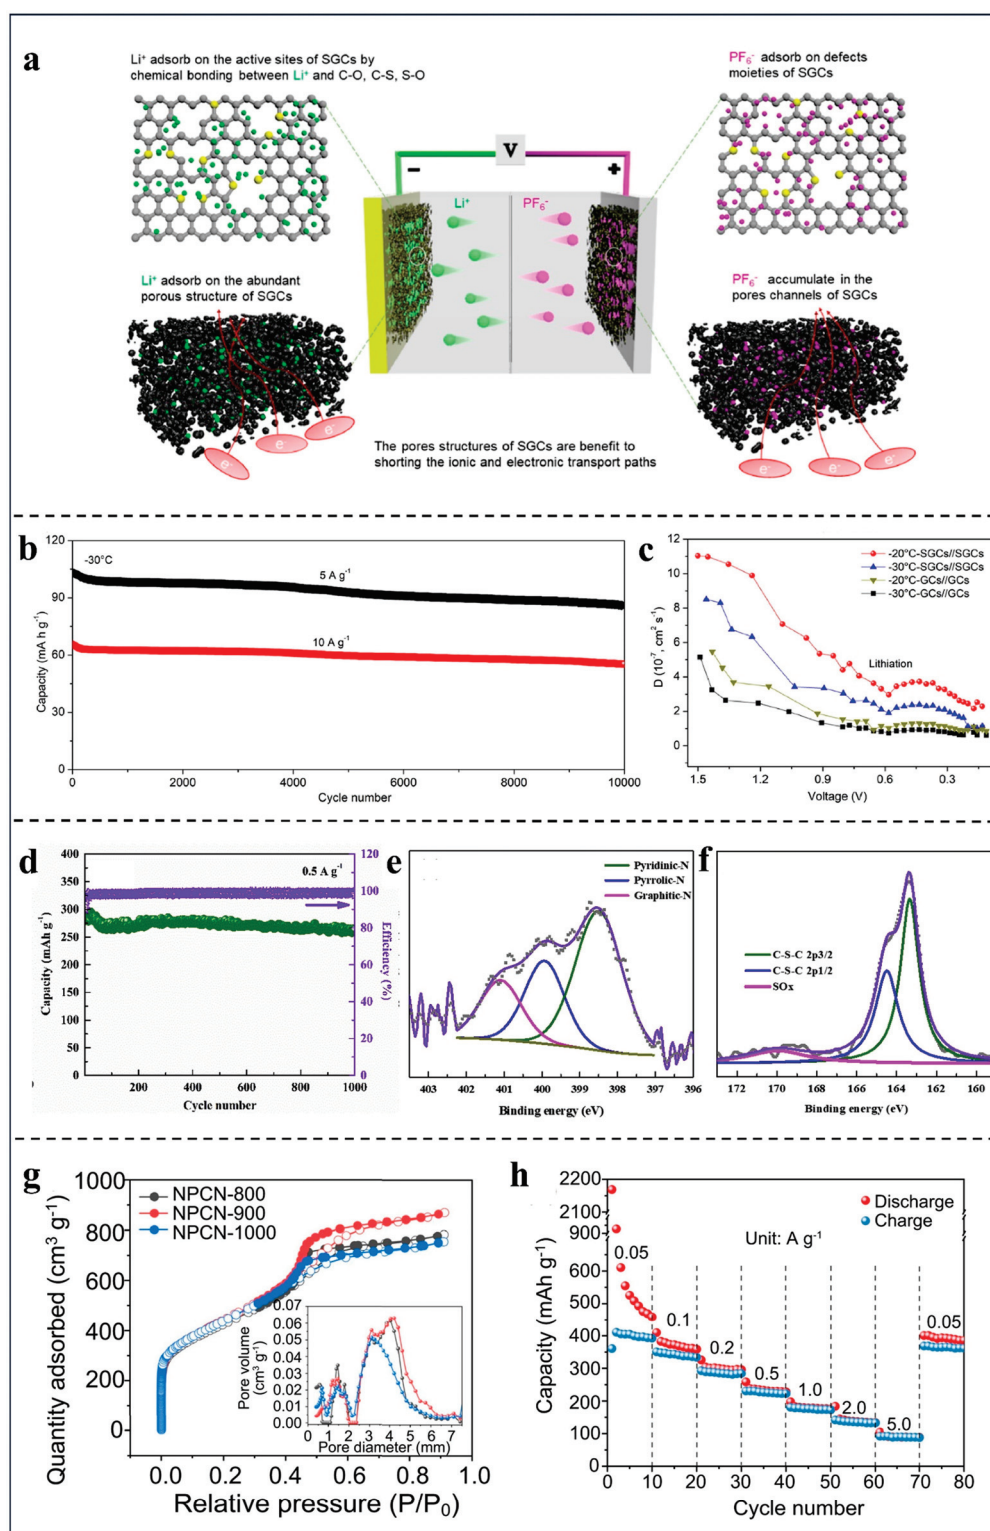 a
Li+ adsorb on the active sites of SGCs by
chemical bonding between Li+ and C-O, C-S, S-O
PF6- adsorb on defects
moieties of SGCs
V
−
+
Li+
PF6-
Li+ adsorb on the abundant
porous structure of SGCs
PF6- accumulate in the
pores channels of SGCs
e-
e-
e-
e-
e-
e-
The pores structures of SGCs are benefit to
shorting the ionic and electronic transport paths
b
-30°C
5 A g-1
10 A g-1
Capacity (mA h g-1)
120
90
60
30
0
0
2000
4000
6000
8000
10000
Cycle number
c
-20°C-SGCs//SGCs
-30°C-SGCs//SGCs
-20°C-GCs//GCs
-30°C-GCs//GCs
Lithiation
D (10-7, cm2 s-1)
12
10
8
6
4
2
0
1.5
1.2
0.9
0.6
0.3
Voltage (V)
d
0.5 A g-1
Capacity (mAh g-1)
400
350
300
250
200
150
100
50
0
200
400
600
800
1000
Cycle number
120
100
80
60
40
20
0
Efficiency (%)
e
Pyridinic-N
Pyrrolic-N
Graphitic-N
403
402
401
400
399
398
397
396
Binding energy (eV)
f
C-S-C 2p3/2
C-S-C 2p1/2
SOx
172
170
168
166
164
162
160
Binding energy (eV)
g
NPCN-800
NPCN-900
NPCN-1000
Quantity adsorbed (cm3 g-1)
1000
800
600
400
200
0
0.0
0.2
0.4
0.6
0.8
1.0
Relative pressure (P/P0)
Pore volume
(cm3 g-1)
0.07
0.06
0.05
0.04
0.03
0.02
0.01
0.00
0
1
2
3
4
5
6
7
Pore diameter (mm)
h
Discharge
Charge
Unit: A g-1
Capacity (mAh g-1)
2200
2100
900
600
500
400
300
200
100
0
0.05
0.1
0.2
0.5
1.0
2.0
5.0
0.05
0
10
20
30
40
50
60
70
80
Cycle number